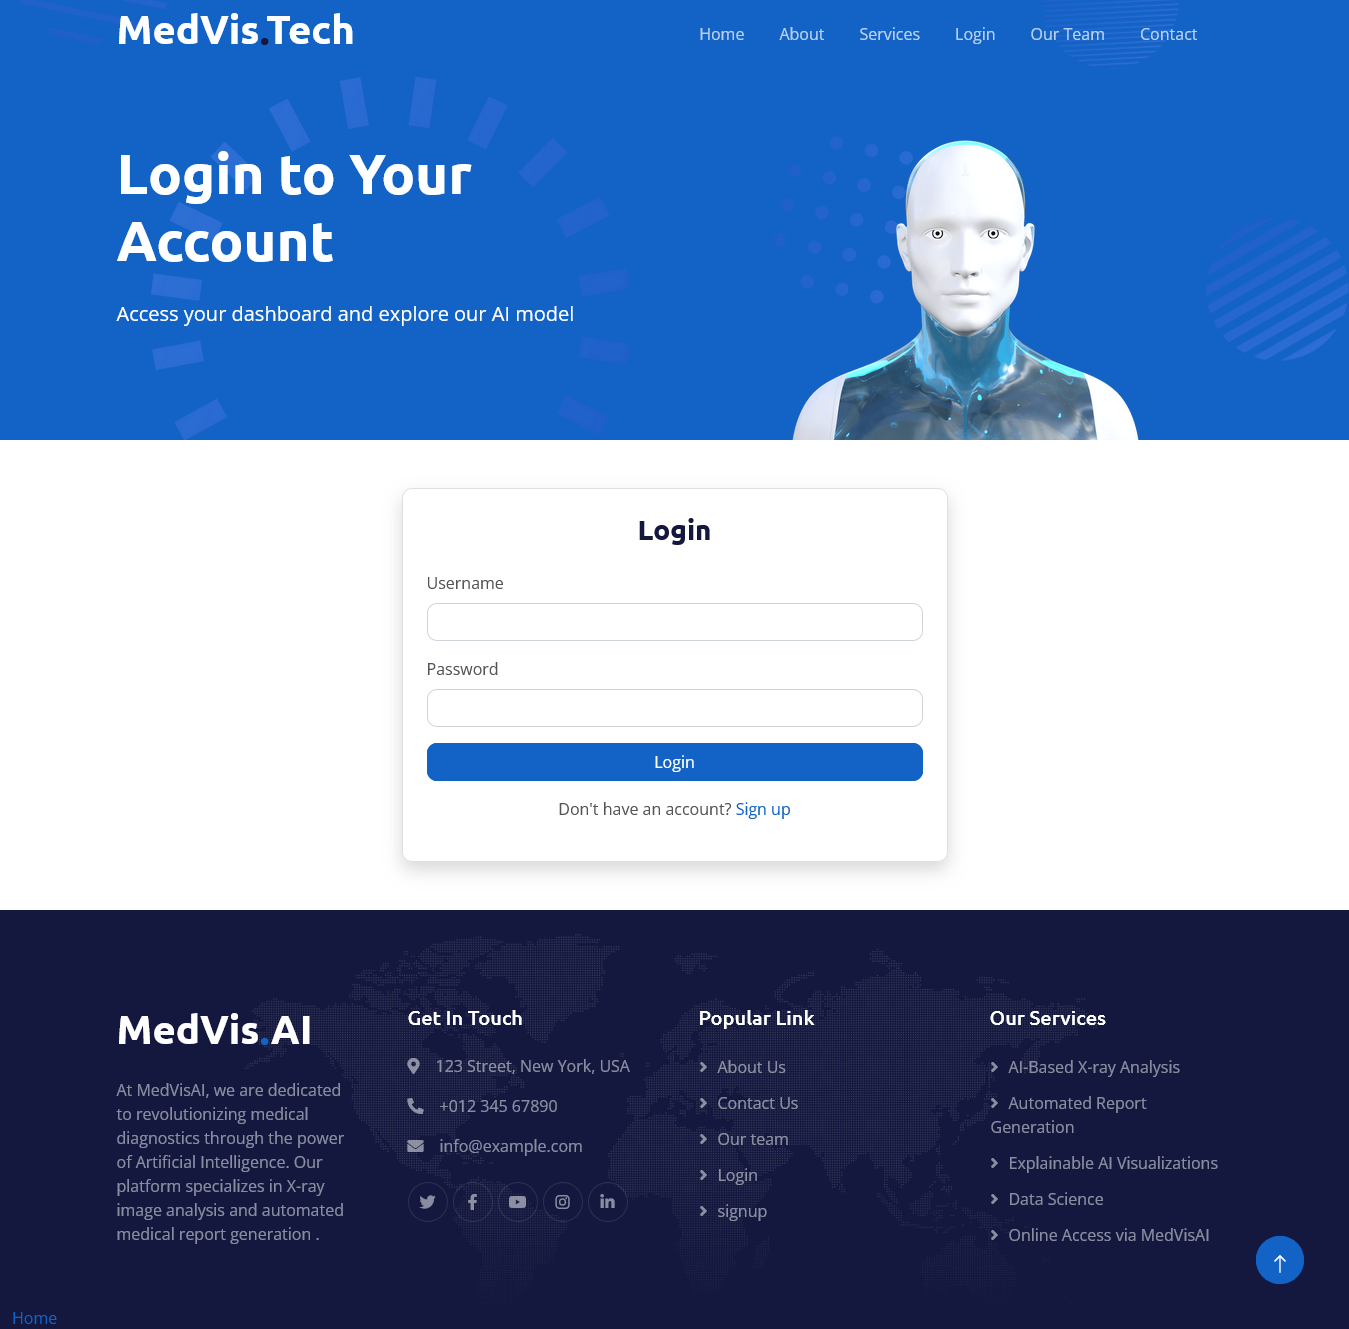 MedVis.Tech
Home
About
Services
Login
Our Team
Contact
Login to Your
Account
Access your dashboard and explore our AI model
Login
Username
Password
Login
Don't have an account? Sign up
MedVis.AI
At MedVisAI, we are dedicated
to revolutionizing medical
diagnostics through the power
of Artificial Intelligence. Our
platform specializes in X-ray
image analysis and automated
medical report generation .
Get In Touch
123 Street, New York, USA
+012 345 67890
info@example.com
Popular Link
About Us
Contact Us
Our team
Login
signup
Our Services
AI-Based X-ray Analysis
Automated Report
Generation
Explainable AI Visualizations
Data Science
Online Access via MedVisAI
Home